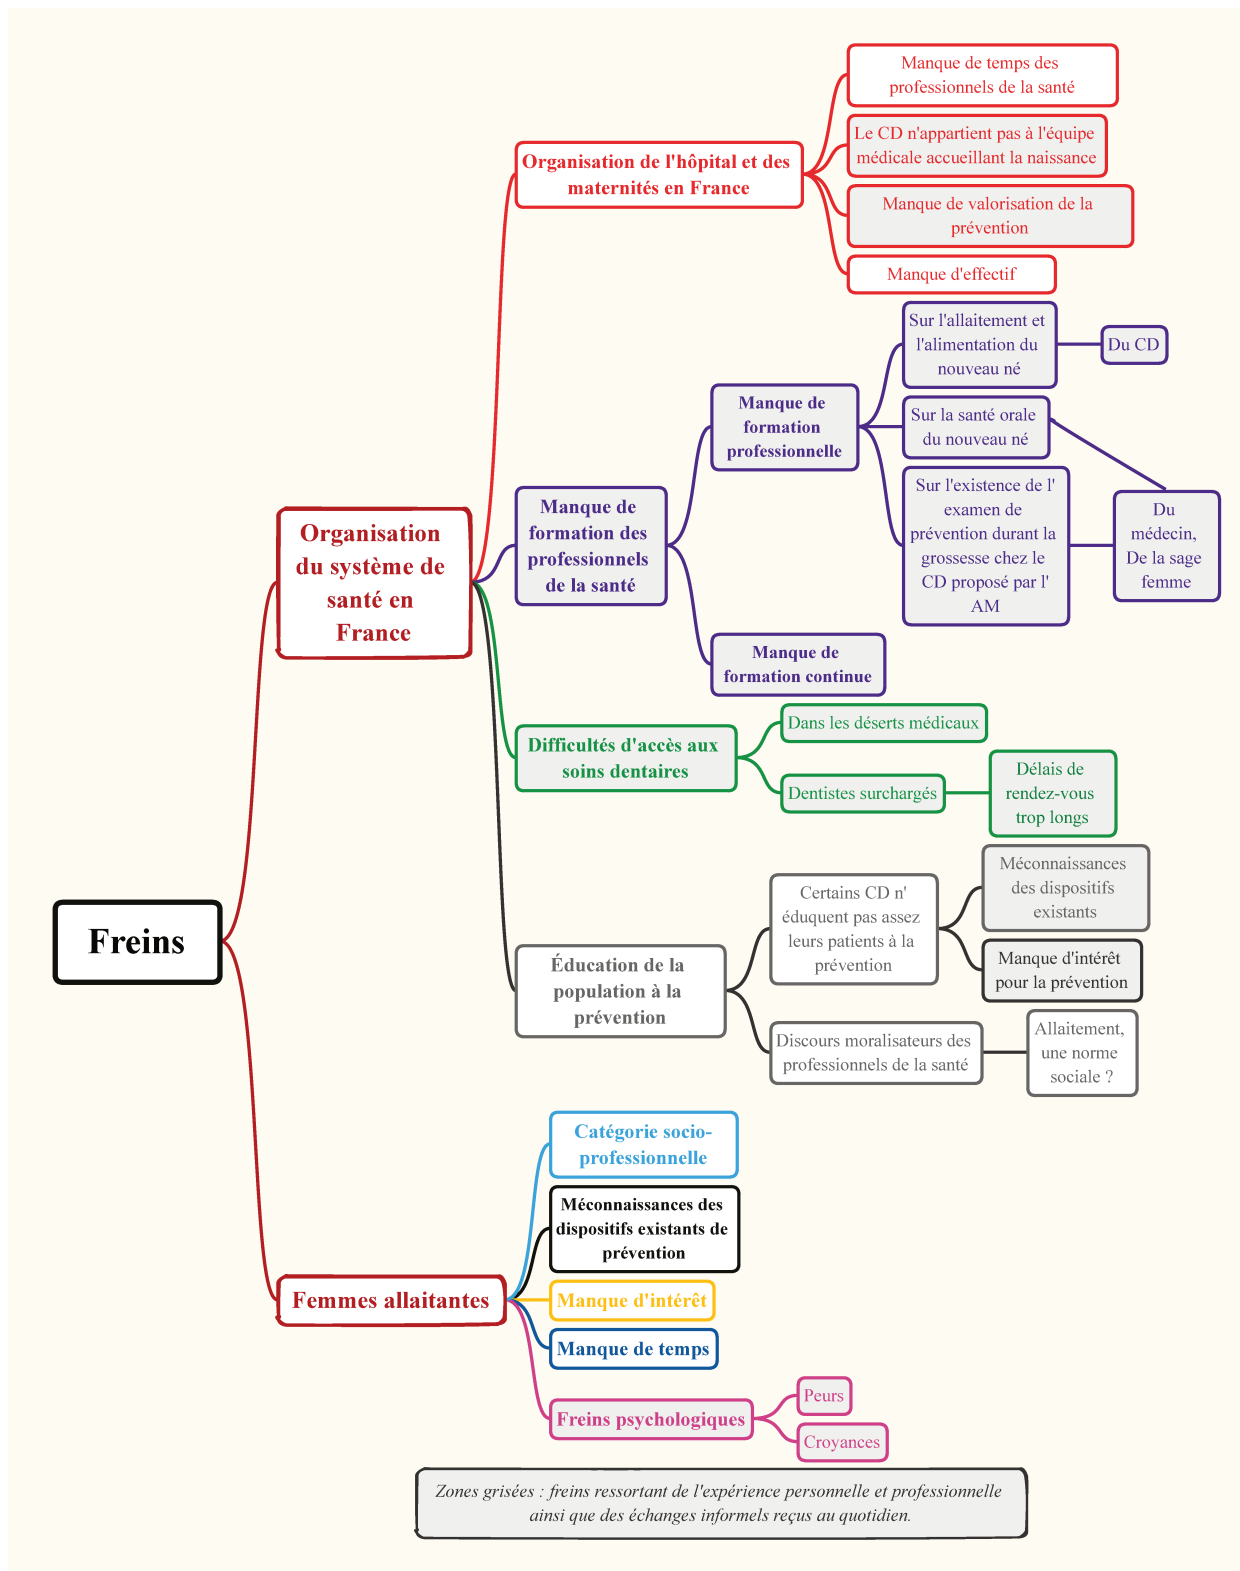 Manque de temps des
professionnels de la santé
Le CD n'appartient pas à l'équipe
médicale accueillant la naissance
Organisation de l'hôpital et des
maternités en France
Manque de valorisation de la
prévention
Manque d'effectif
Sur l'allaitement et
l'alimentation du
nouveau né
Du CD
Manque de
formation
professionnelle
Sur la santé orale
du nouveau né
Sur l'existence de l'
examen de
prévention durant la
grossesse chez le
CD proposé par l'
AM
Du
médecin,
De la sage
femme
Manque de
formation des
professionnels
de la santé
Organisation
du système de
santé en
France
Manque de
formation continue
Difficultés d'accès aux
soins dentaires
Dans les déserts médicaux
Dentistes surchargés
Délais de
rendez-vous
trop longs
Certains CD n'
éduquent pas assez
leurs patients à la
prévention
Méconnaissances
des dispositifs
existants
Manque d'intérêt
pour la prévention
Freins
Éducation de la
population à la
prévention
Discours moralisateurs des
professionnels de la santé
Allaitement,
une norme
sociale ?
Catégorie socio-
professionnelle
Méconnaissances des
dispositifs existants de
prévention
Femmes allaitantes
Manque d'intérêt
Manque de temps
Freins psychologiques
Peurs
Croyances
Zones grisées : freins ressortant de l'expérience personnelle et professionnelle
ainsi que des échanges informels reçus au quotidien.